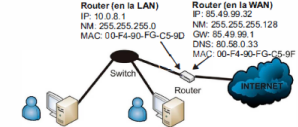 Router (en la LAN)
IP: 10.0.8.1
NM: 255.255.255.0
MAC: 00-F4-90-FG-C5-9D
Router (en la WAN)
IP: 85.49.99.32
NM: 255.255.255.128
GW: 85.49.99.1
DNS: 80.58.0.33
MAC: 00-F4-90-FG-C5-9F
Switch
Router
INTERNET